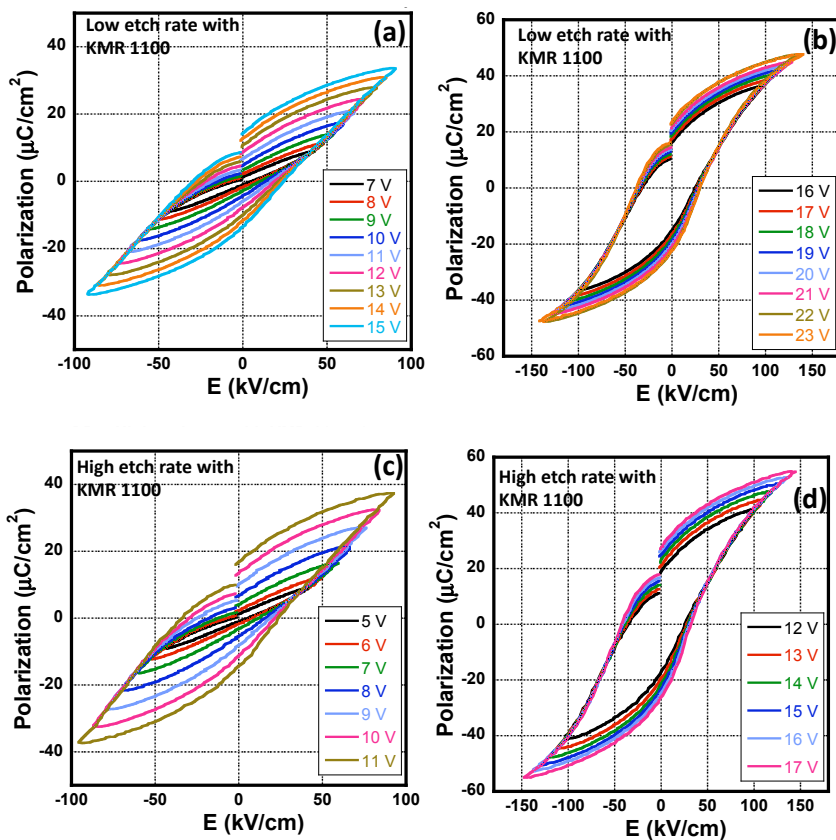 Low etch rate with
KMR 1100
(a)
Polarization (µC/cm²)
40
20
0
-20
-40
-100
-50
0
50
100
E (kV/cm)
7 V
8 V
9 V
10 V
11 V
12 V
13 V
14 V
15 V
Low etch rate with
KMR 1100
(b)
Polarization (µC/cm²)
60
40
20
0
-20
-40
-60
-150
-100
-50
0
50
100
150
E (kV/cm)
16 V
17 V
18 V
19 V
20 V
21 V
22 V
23 V
High etch rate with
KMR 1100
(c)
Polarization (µC/cm²)
40
20
0
-20
-40
-100
-50
0
50
100
E (kV/cm)
5 V
6 V
7 V
8 V
9 V
10 V
11 V
High etch rate with
KMR 1100
(d)
Polarization (µC/cm²)
60
40
20
0
-20
-40
-60
-150
-100
-50
0
50
100
150
E (kV/cm)
12 V
13 V
14 V
15 V
16 V
17 V